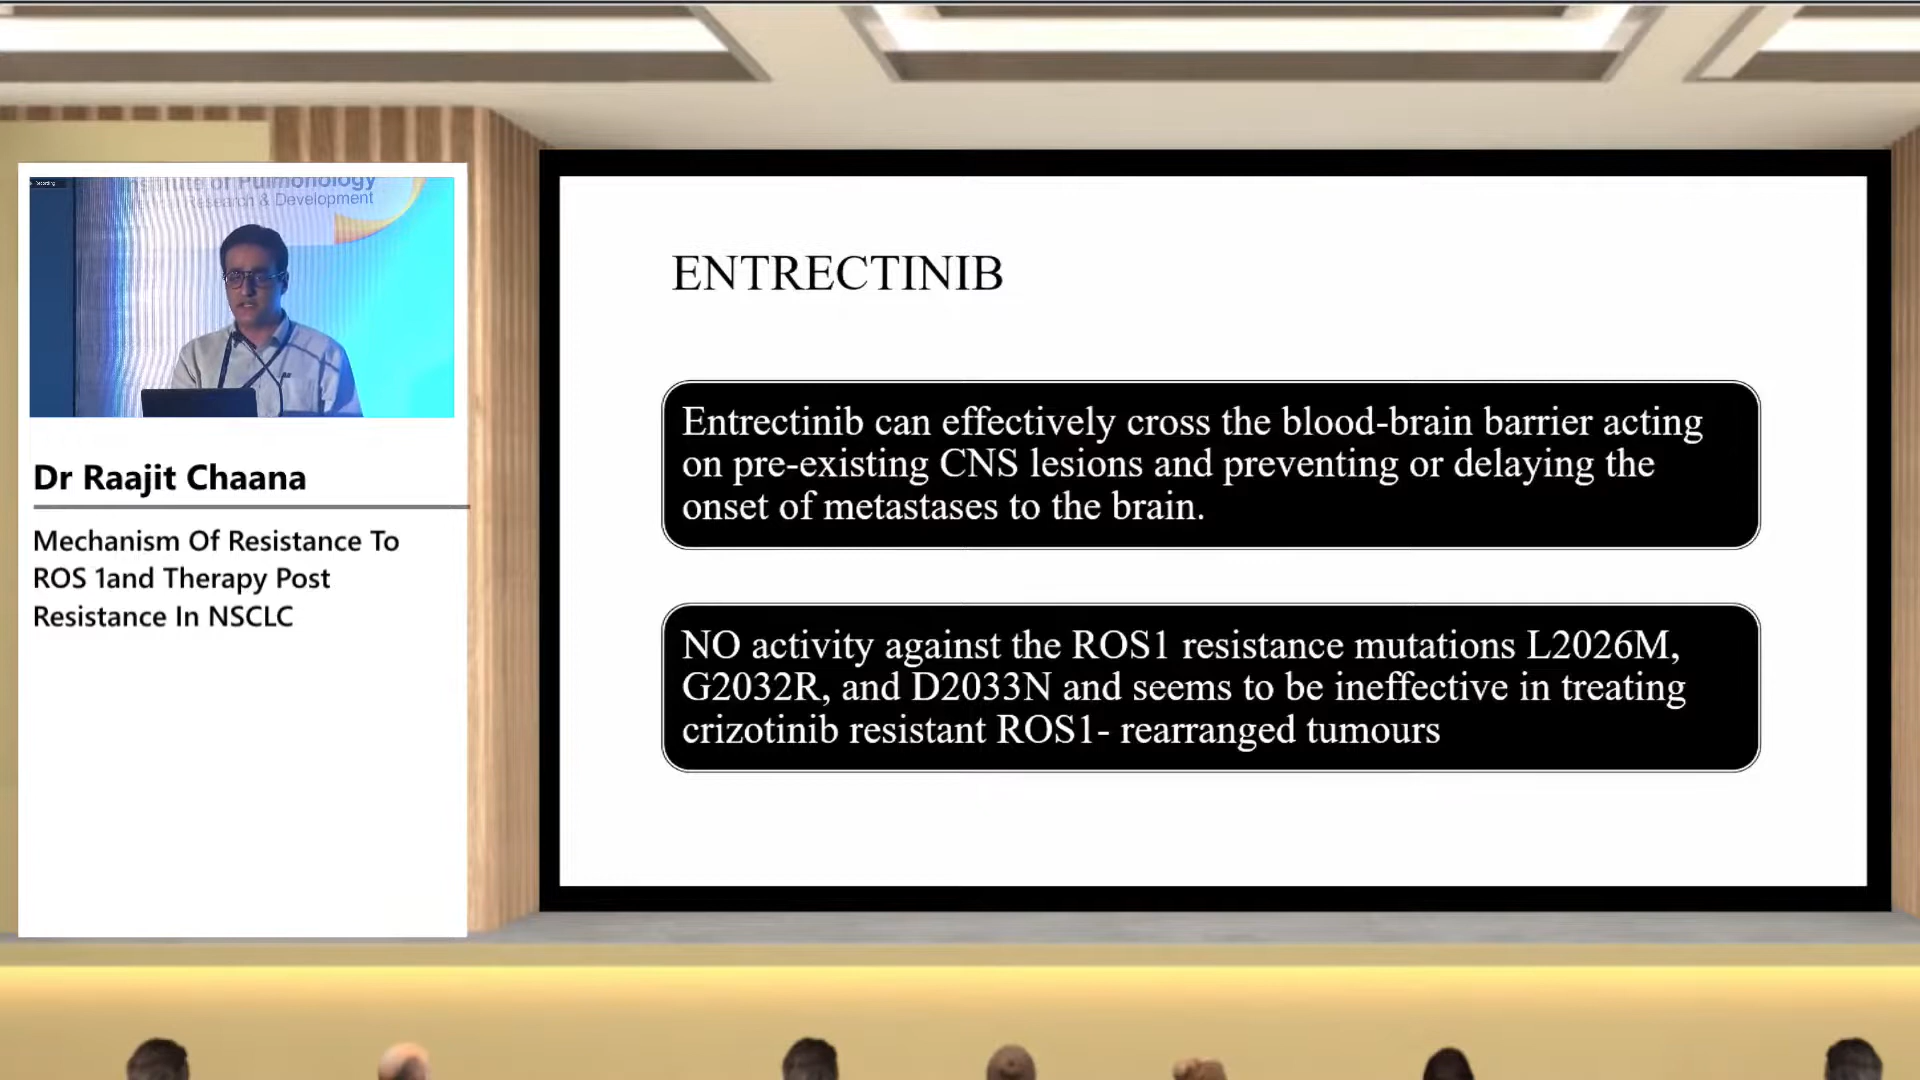 Recording
Institute of Pulmonology
Research & Development
Dr Raajit Chaana
Mechanism Of Resistance To
ROS 1and Therapy Post
Resistance In NSCLC
ENTRECTINIB
Entrectinib can effectively cross the blood-brain barrier acting
on pre-existing CNS lesions and preventing or delaying the
onset of metastases to the brain.
NO activity against the ROS1 resistance mutations L2026M,
G2032R, and D2033N and seems to be ineffective in treating
crizotinib resistant ROS1- rearranged tumours